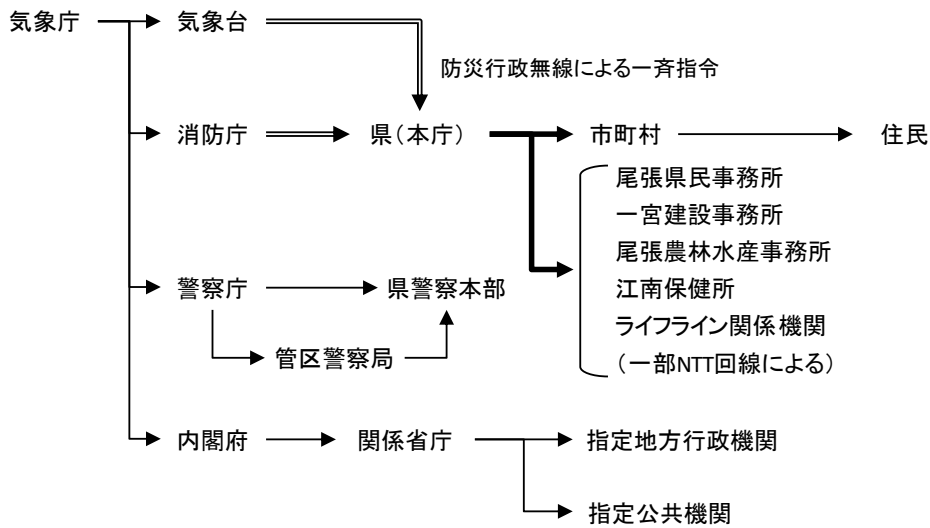 気象庁
気象台
防災行政無線による一斉指令
消防庁
県(本庁)
市町村
住民
尾張県民事務所
一宮建設事務所
尾張農林水産事務所
江南保健所
ライフライン関係機関
(一部NTT回線による)
警察庁
県警察本部
管区警察局
内閣府
関係省庁
指定地方行政機関
指定公共機関